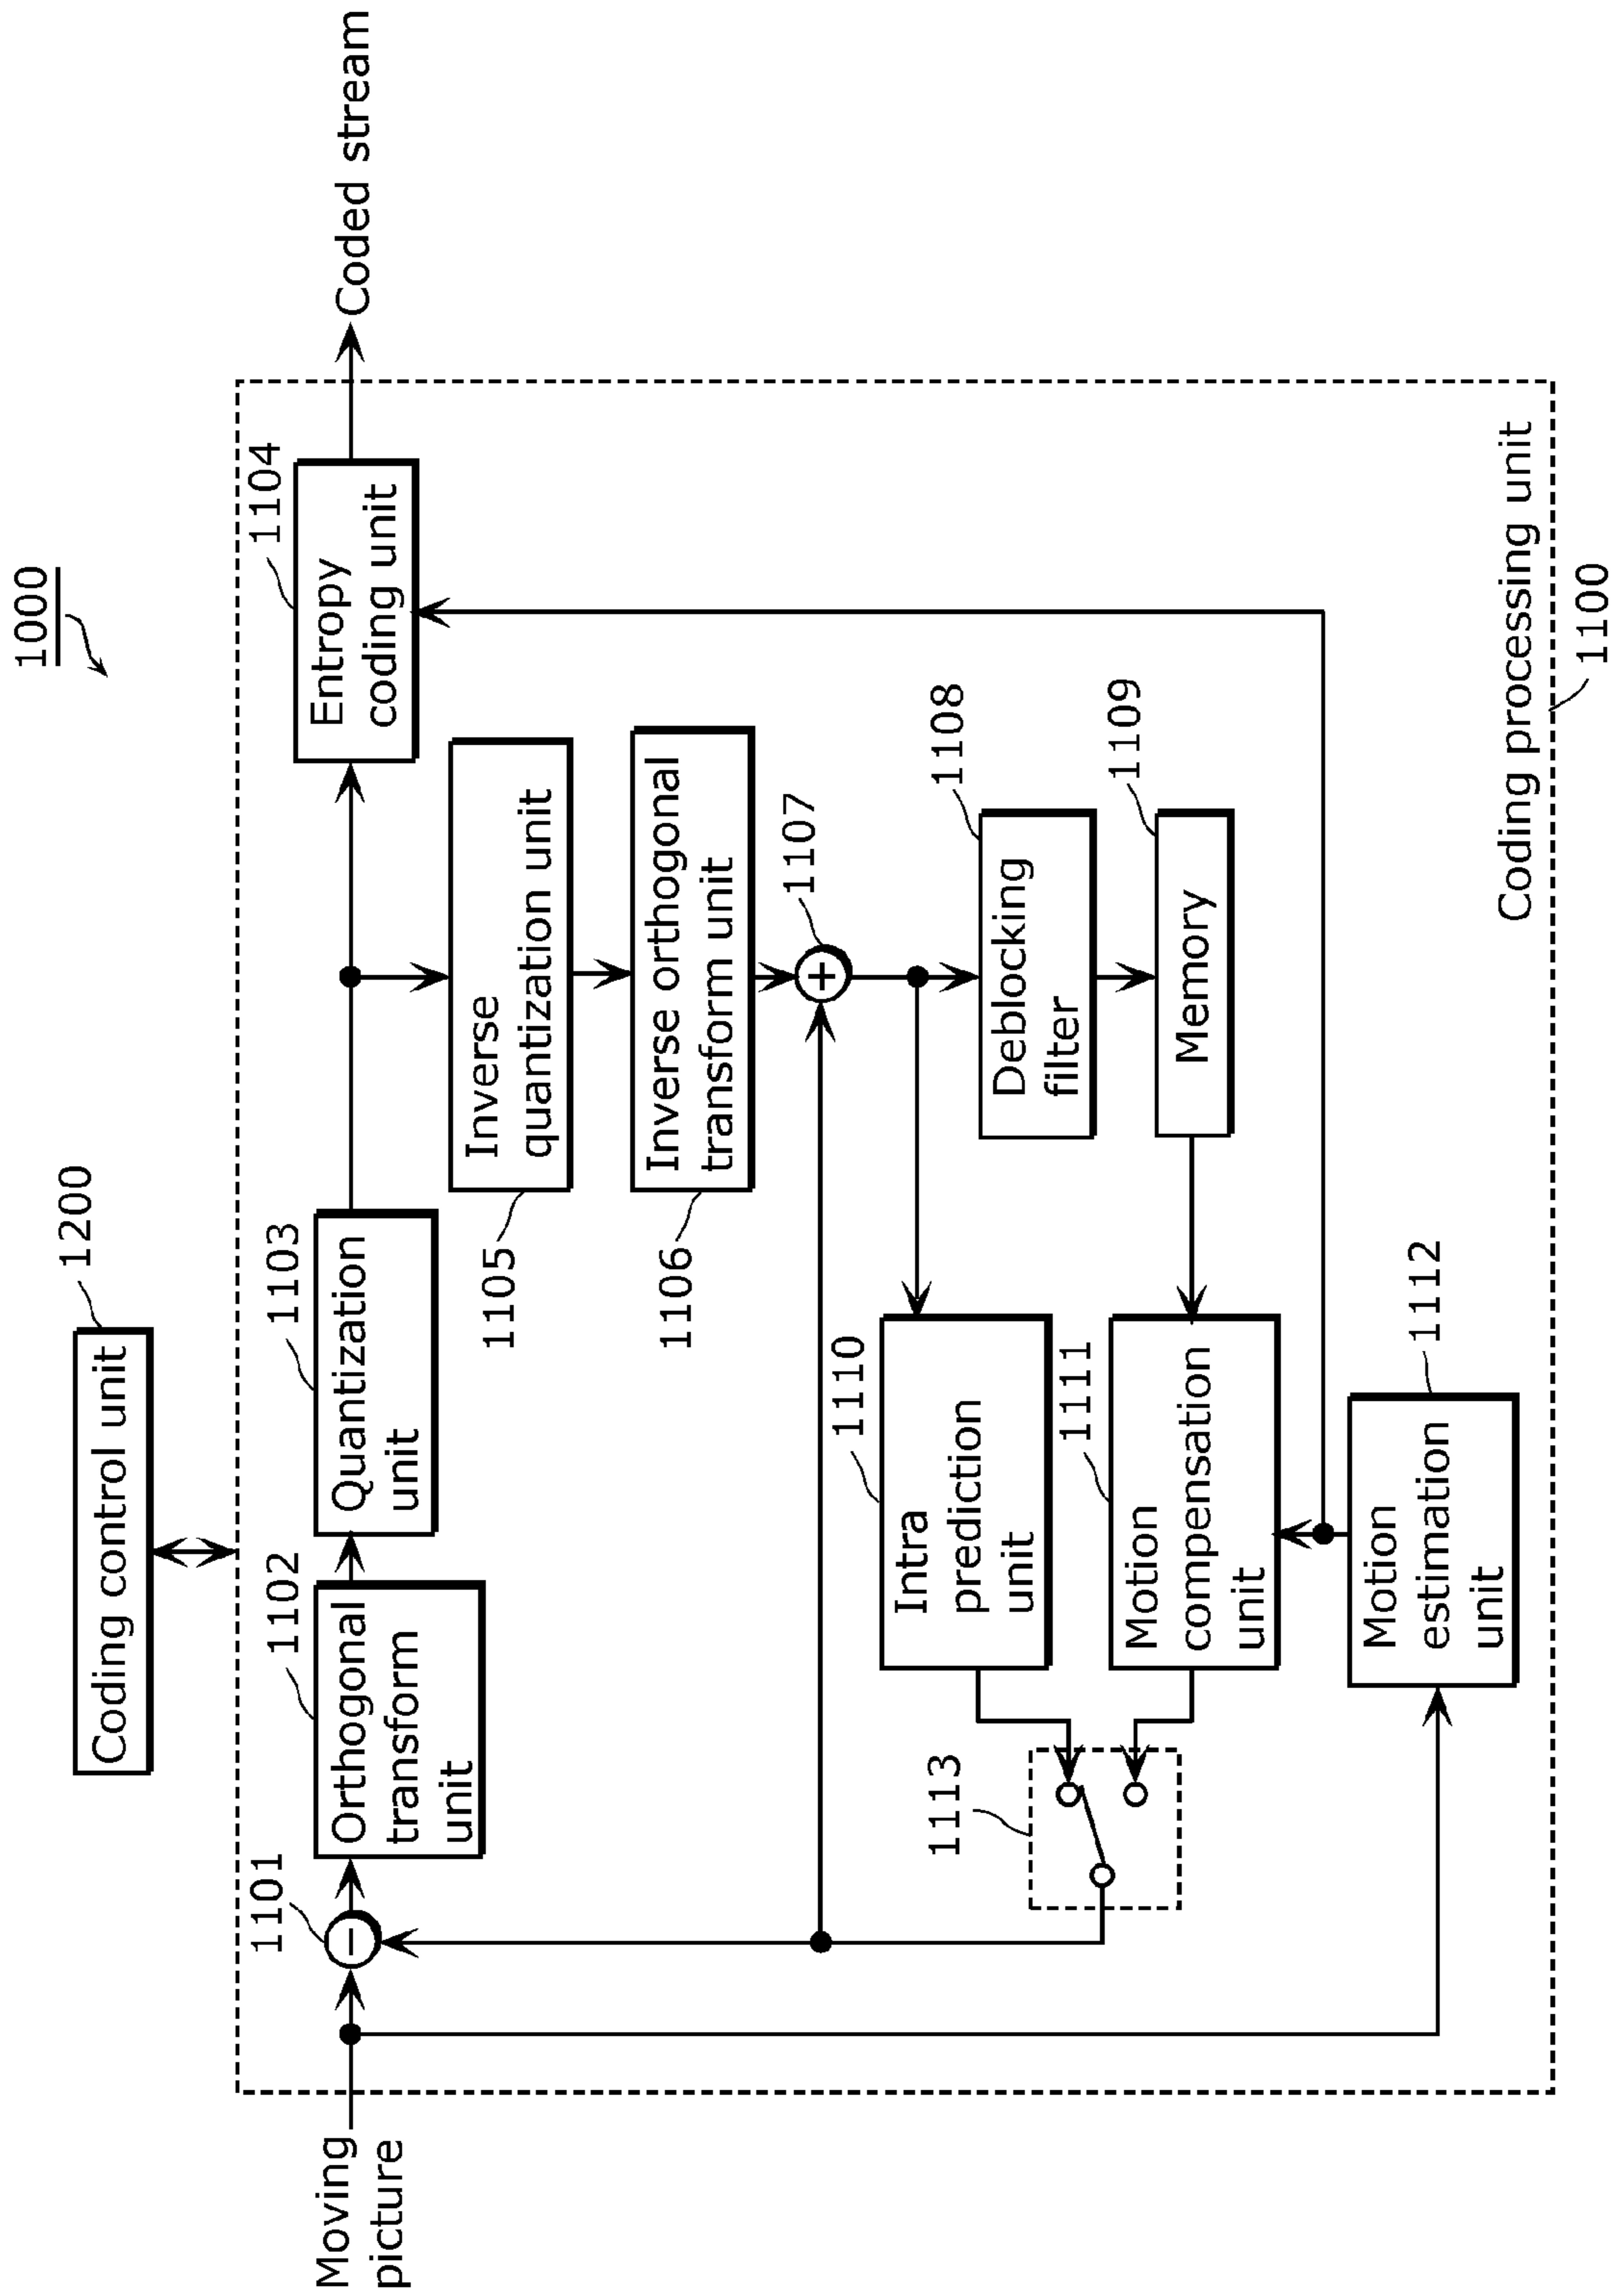 1000
Coding control unit
1200
Moving
picture
1101
Orthogonal
transform
unit
1102
Quantization
unit
1103
Entropy
coding unit
1104
Coded stream
Inverse
quantization unit
1105
Inverse orthogonal
transform unit
1106
1107
Deblocking
filter
1108
Memory
1109
Intra
prediction
unit
1110
Motion
compensation
unit
1111
Motion
estimation
unit
1112
1113
Coding processing unit
1100